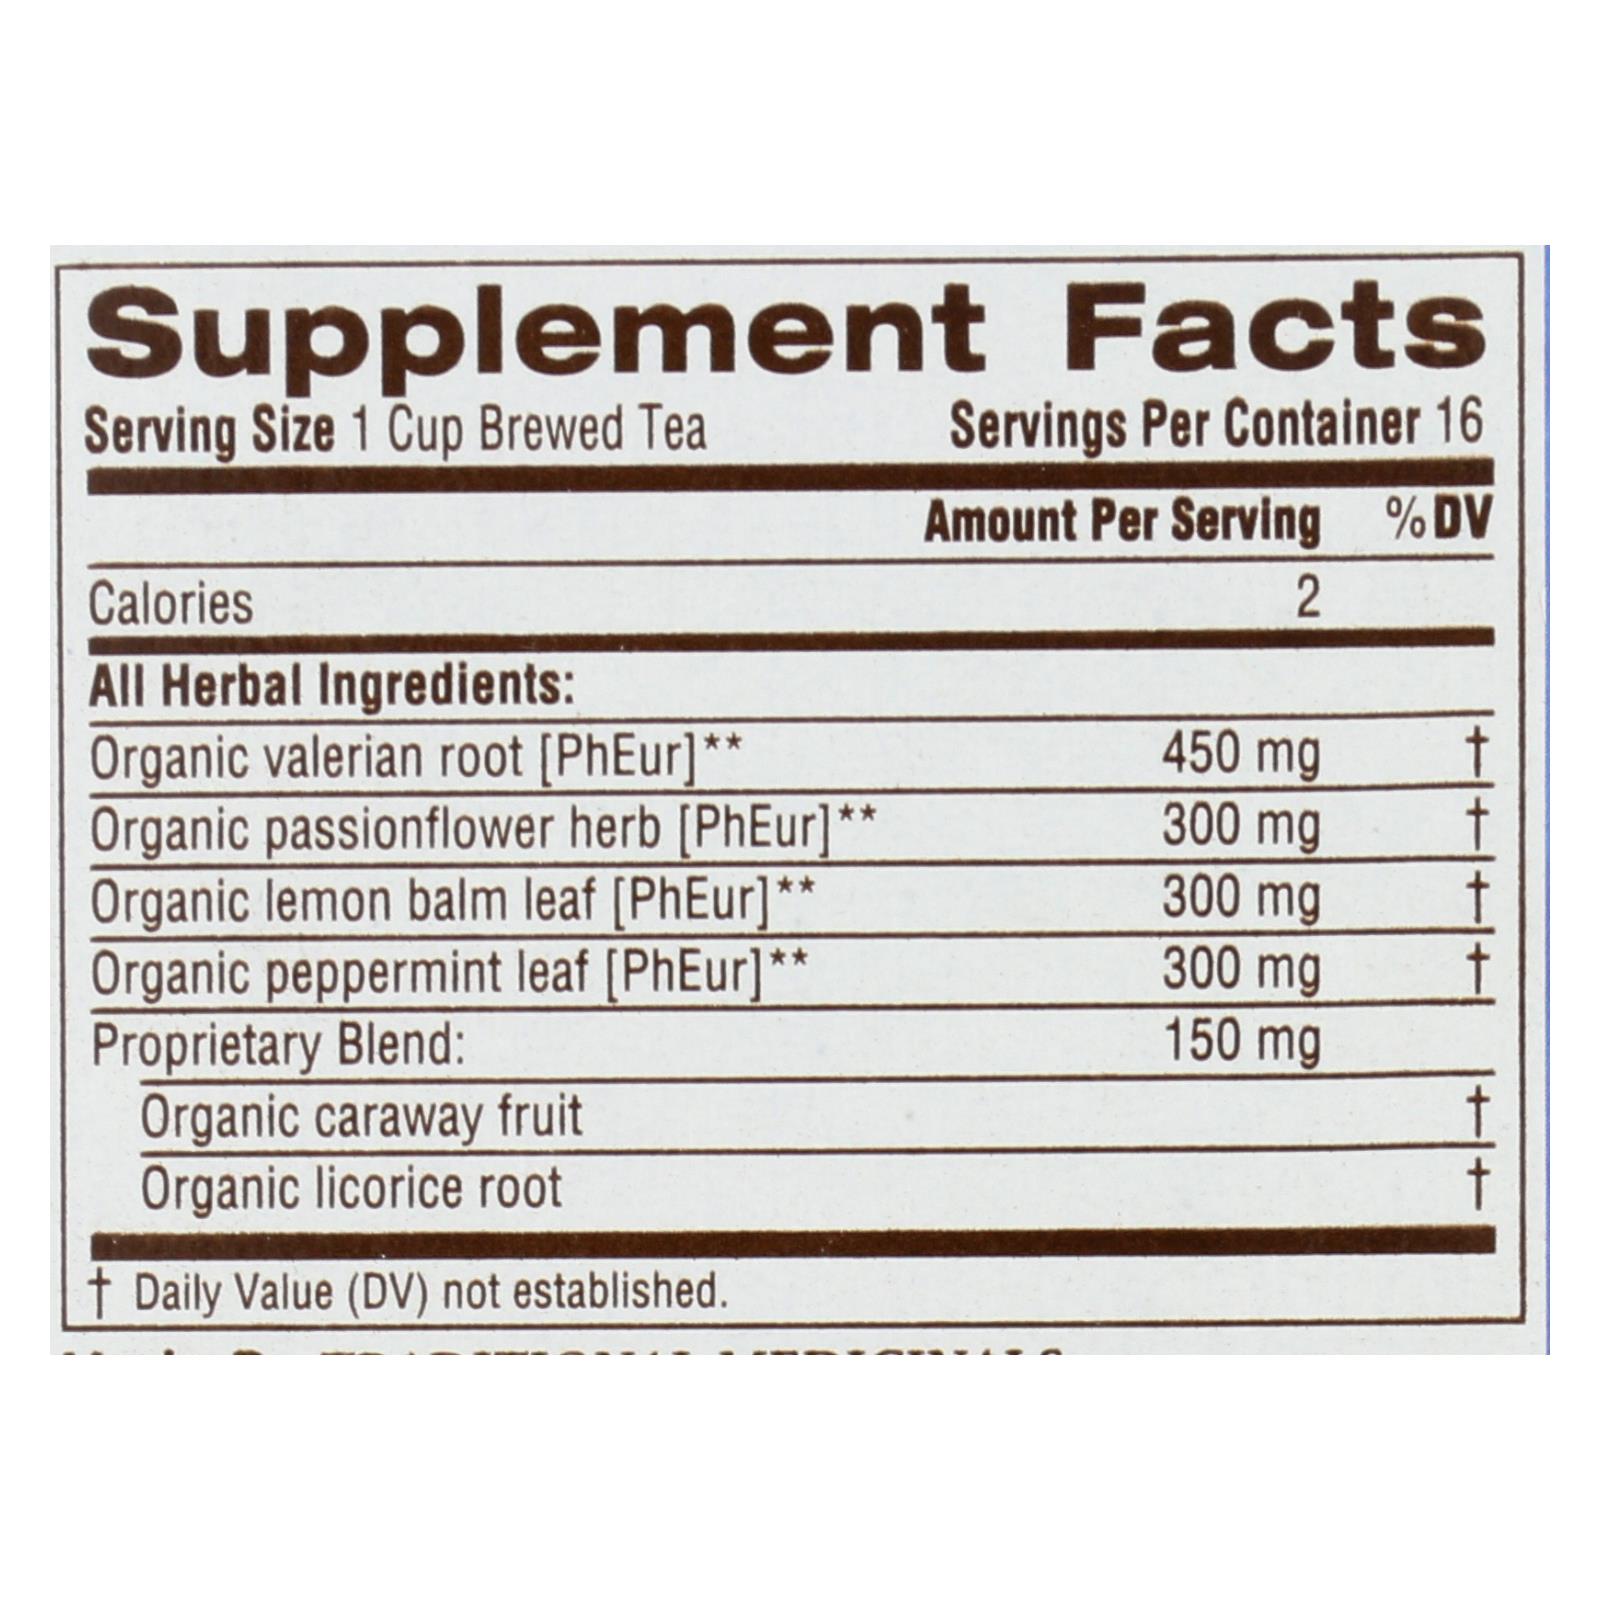 Supplement Facts
Serving Size 1 Cup Brewed Tea Servings Per Container 16
Amount Per Serving %DV
Calories 2
All Herbal Ingredients:
Organic valerian root [PhEur]** 450 mg †
Organic passionflower herb [PhEur]** 300 mg †
Organic lemon balm leaf [PhEur]** 300 mg †
Organic peppermint leaf [PhEur]** 300 mg †
Proprietary Blend: 150 mg
Organic caraway fruit †
Organic licorice root †
† Daily Value (DV) not established.
TRADITIONAL MEDICINALS